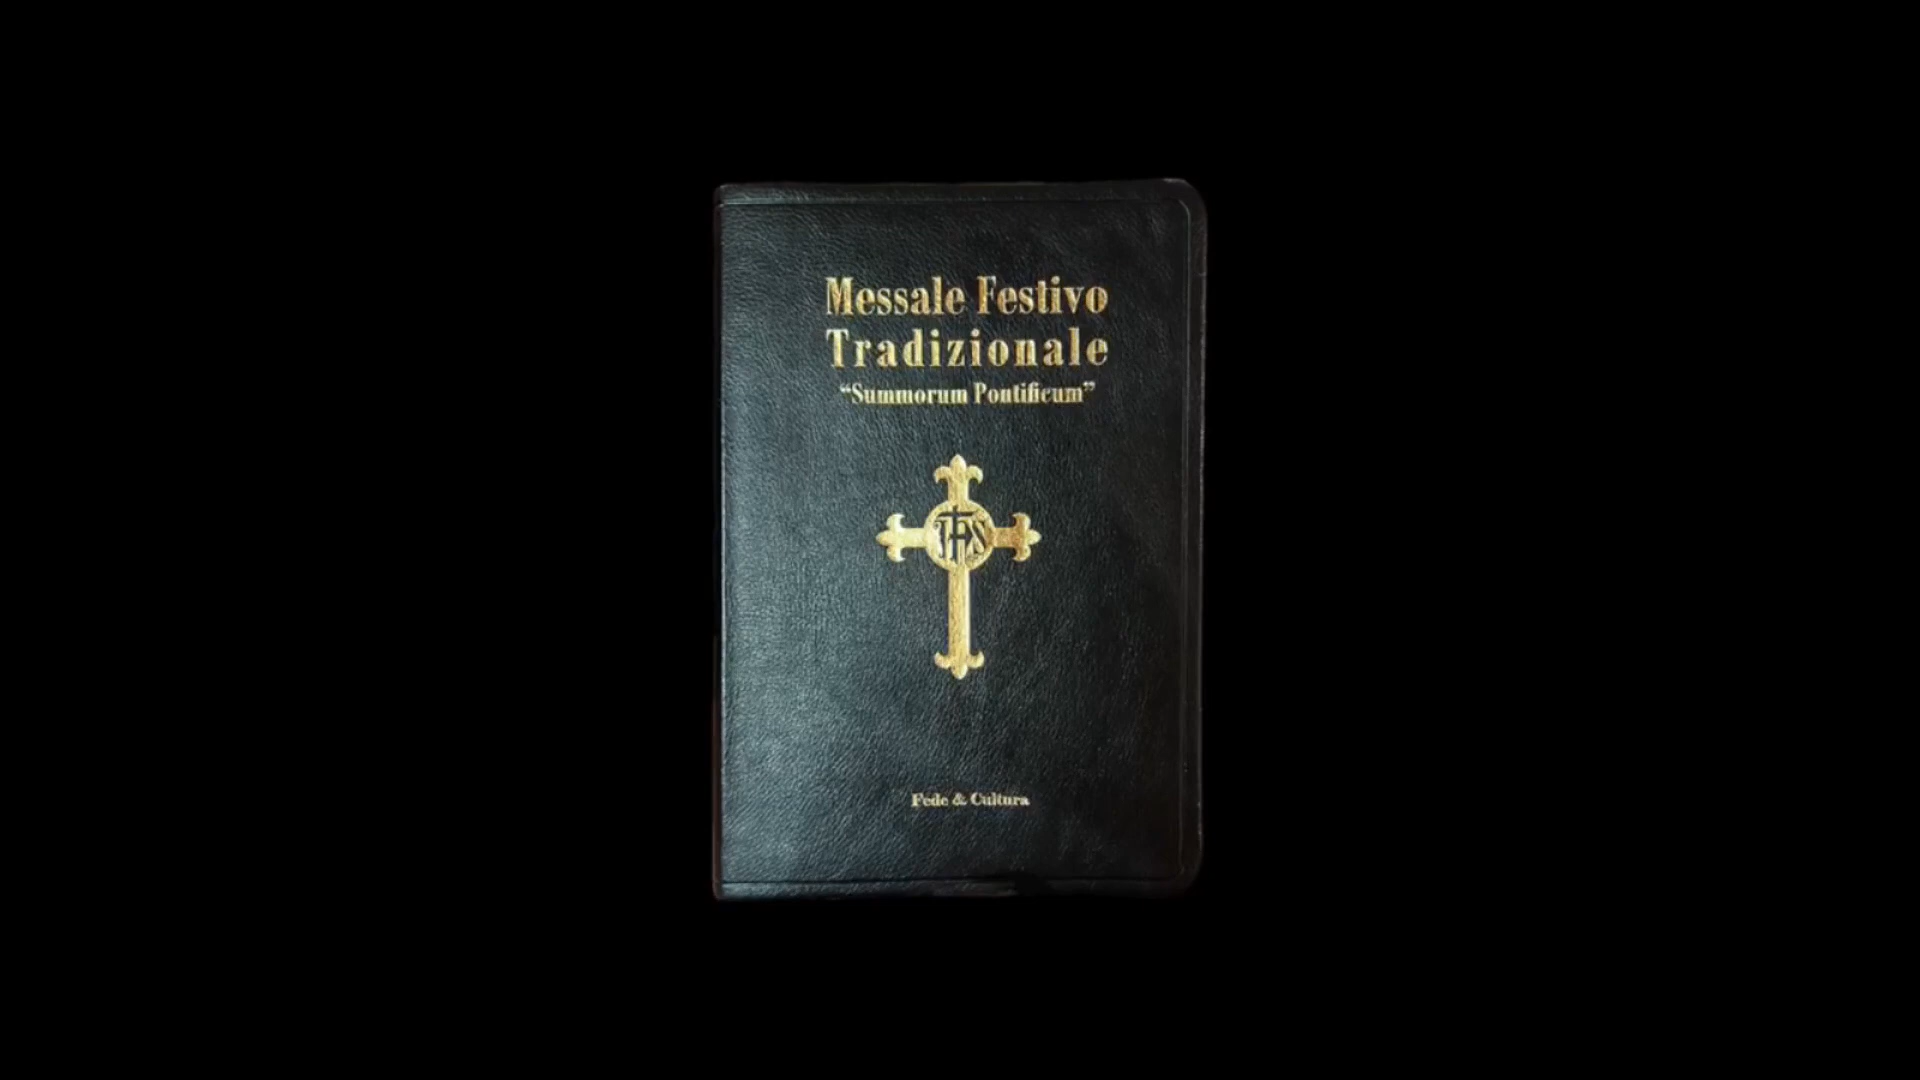 Messale Festivo
Tradizionale
“Summorum Pontificum”
IHS
Fede & Cultura